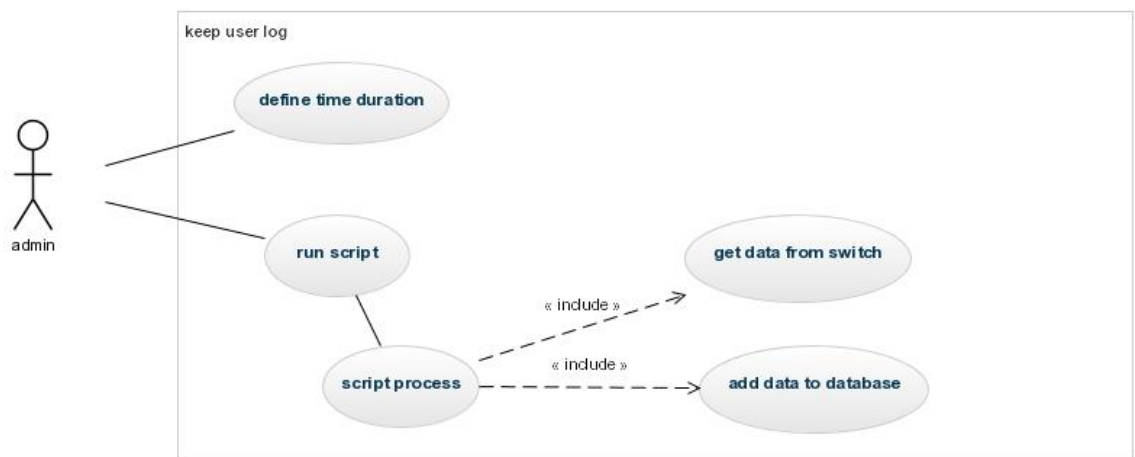 keep user log
define time duration
admin
run script
get data from switch
« include »
« include »
script process
add data to database